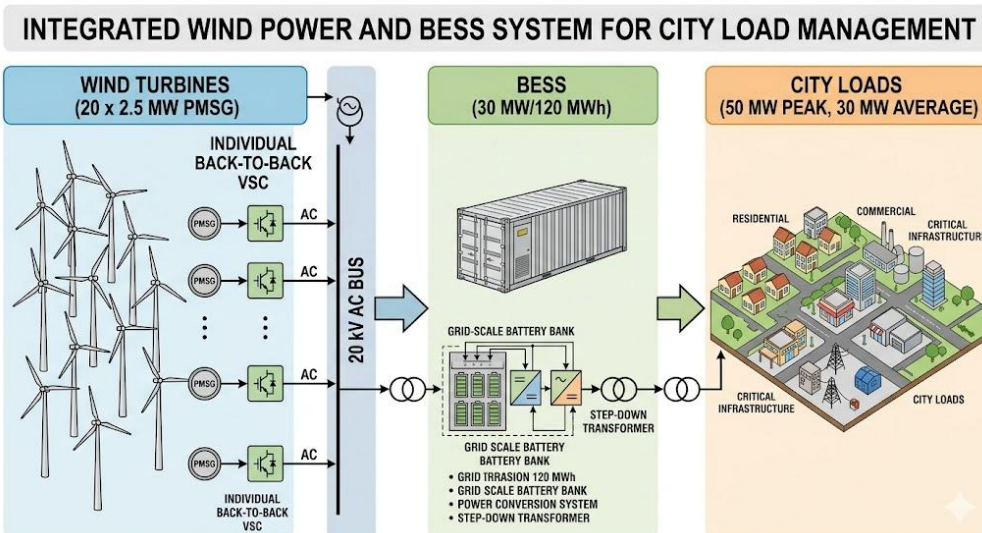 INTEGRATED WIND POWER AND BESS SYSTEM FOR CITY LOAD MANAGEMENT
WIND TURBINES
(20 x 2.5 MW PMSG)
INDIVIDUAL
BACK-TO-BACK
VSC
PMSG
AC
PMSG
AC
PMSG
AC
PMSG
AC
INDIVIDUAL
BACK-TO-BACK
VSC
20 kV AC BUS
BESS
(30 MW/120 MWh)
GRID-SCALE BATTERY BANK
STEP-DOWN
TRANSFORMER
GRID SCALE BATTERY
BATTERY BANK
• GRID TRRASION 120 MWh
• GRID SCALE BATTERY BANK
• POWER CONVERSION SYSTEM
• STEP-DOWN TRANSFORMER
CITY LOADS
(50 MW PEAK, 30 MW AVERAGE)
RESIDENTIAL
COMMERCIAL
CRITICAL
INFRASTRUCTURE
CRITICAL
INFRASTRUCTURE
CITY LOADS